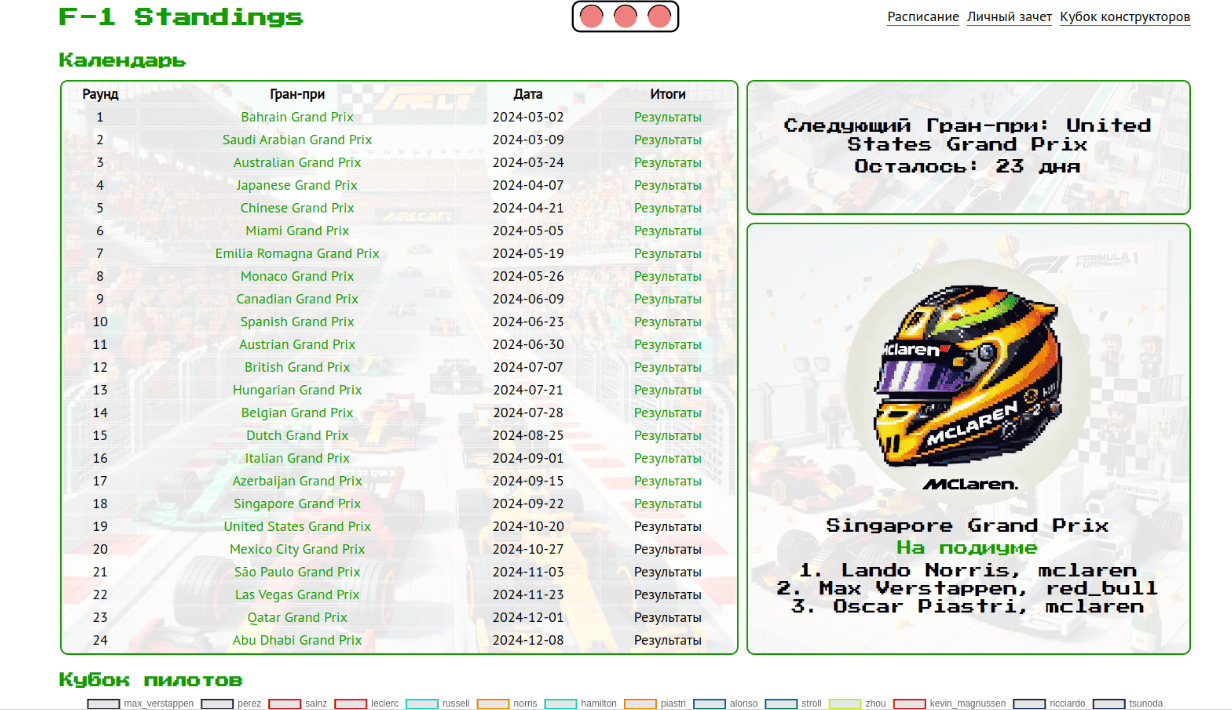 F-1 Standings
Расписание Личный зачет Кубок конструкторов
Календарь
Раунд Гран-при Дата Итоги
1 Bahrain Grand Prix 2024-03-02 Результаты
2 Saudi Arabian Grand Prix 2024-03-09 Результаты
3 Australian Grand Prix 2024-03-24 Результаты
4 Japanese Grand Prix 2024-04-07 Результаты
5 Chinese Grand Prix 2024-04-21 Результаты
6 Miami Grand Prix 2024-05-05 Результаты
7 Emilia Romagna Grand Prix 2024-05-19 Результаты
8 Monaco Grand Prix 2024-05-26 Результаты
9 Canadian Grand Prix 2024-06-09 Результаты
10 Spanish Grand Prix 2024-06-23 Результаты
11 Austrian Grand Prix 2024-06-30 Результаты
12 British Grand Prix 2024-07-07 Результаты
13 Hungarian Grand Prix 2024-07-21 Результаты
14 Belgian Grand Prix 2024-07-28 Результаты
15 Dutch Grand Prix 2024-08-25 Результаты
16 Italian Grand Prix 2024-09-01 Результаты
17 Azerbaijan Grand Prix 2024-09-15 Результаты
18 Singapore Grand Prix 2024-09-22 Результаты
19 United States Grand Prix 2024-10-20 Результаты
20 Mexico City Grand Prix 2024-10-27 Результаты
21 São Paulo Grand Prix 2024-11-03 Результаты
22 Las Vegas Grand Prix 2024-11-23 Результаты
23 Qatar Grand Prix 2024-12-01 Результаты
24 Abu Dhabi Grand Prix 2024-12-08 Результаты
Следующий Гран-при: United
States Grand Prix
Осталось: 23 дня
FORMULA 1
Mclaren
MCLAREN
McLaren.
Singapore Grand Prix
На подиуме
1. Lando Norris, mclaren
2. Max Verstappen, red_bull
3. Oscar Piastri, mclaren
Кубок пилотов
max_verstappen perez sainz leclerc russell norris hamilton piastri alonso stroll zhou kevin_magnussen ricciardo tsunoda